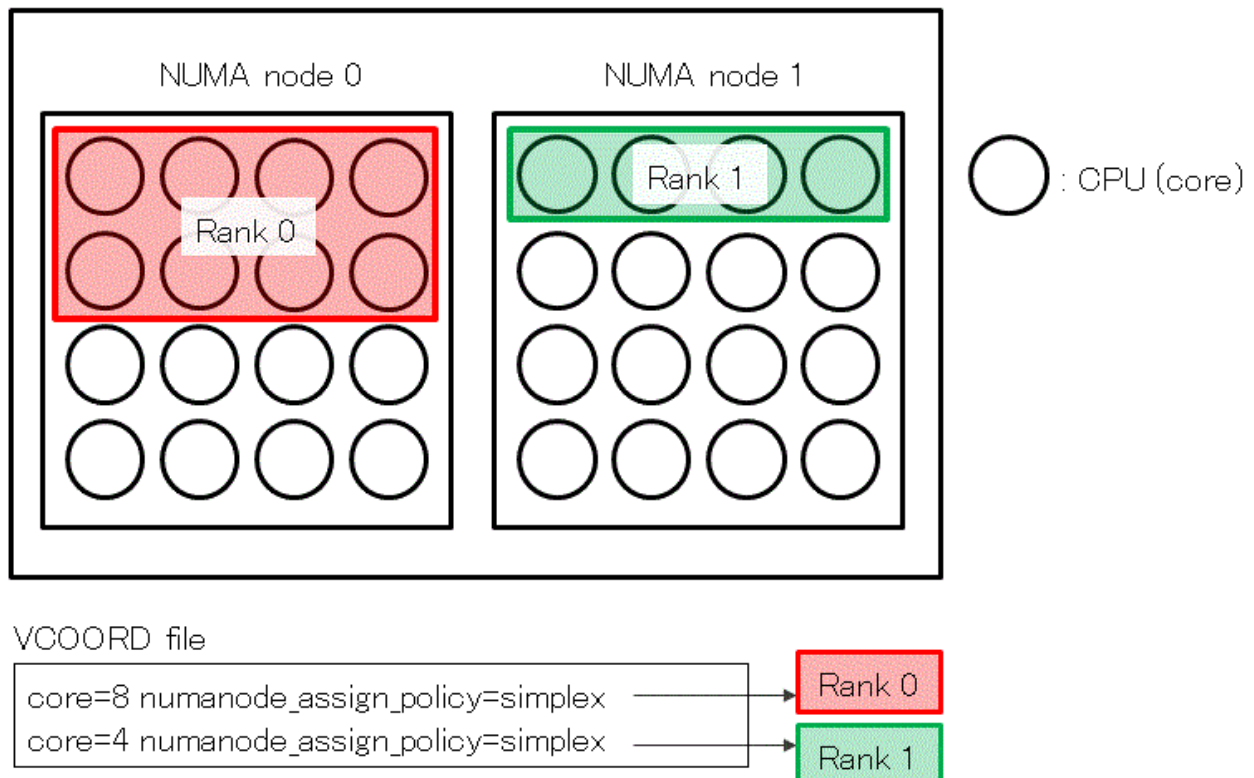 NUMA node 0
NUMA node 1
Rank 0
Rank 1
: CPU (core)
VCOORD file
core=8 numanode_assign_policy=simplex
Rank 0
core=4 numanode_assign_policy=simplex
Rank 1